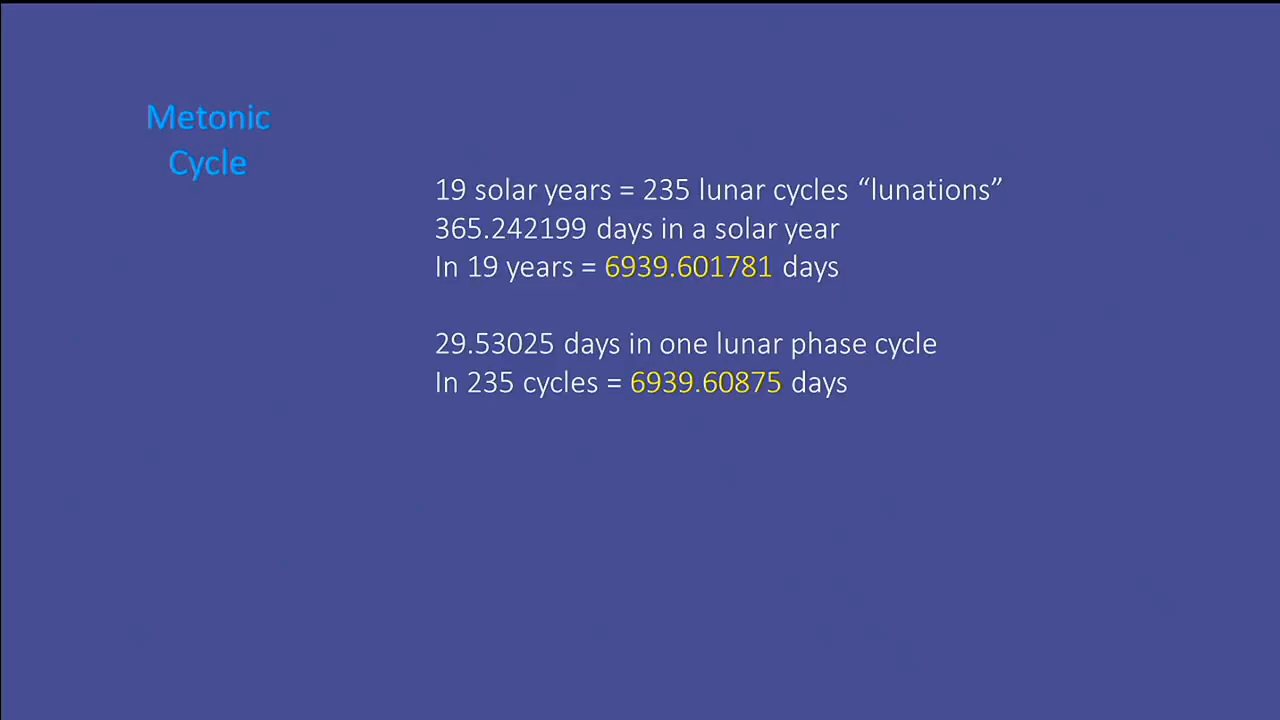 Metonic
Cycle
19 solar years = 235 lunar cycles “lunations”
365.242199 days in a solar year
In 19 years = 6939.601781 days
29.53025 days in one lunar phase cycle
In 235 cycles = 6939.60875 days